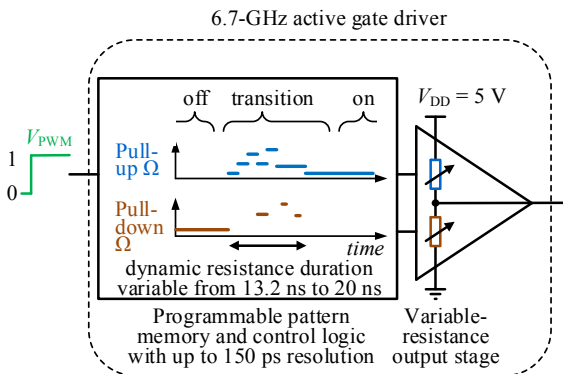 6.7-GHz active gate driver
off transition on
V_DD = 5 V
V_PWM
1
0
Pull-
up Ω
Pull-
down
Ω
time
dynamic resistance duration
variable from 13.2 ns to 20 ns
Programmable pattern
memory and control logic
with up to 150 ps resolution
Variable-
resistance
output stage